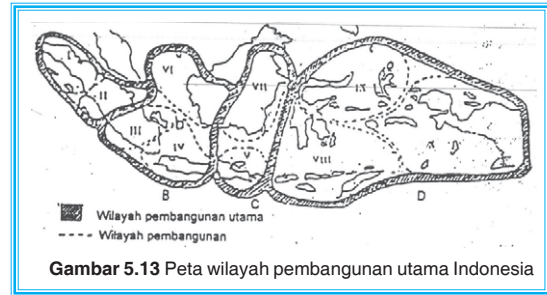 I
II
VI
VII
IX
III
IV
V
VIII
X
B
C
D
Wilayah pembangunan utama
Wilayah pembangunan
Gambar 5.13 Peta wilayah pembangunan utama Indonesia